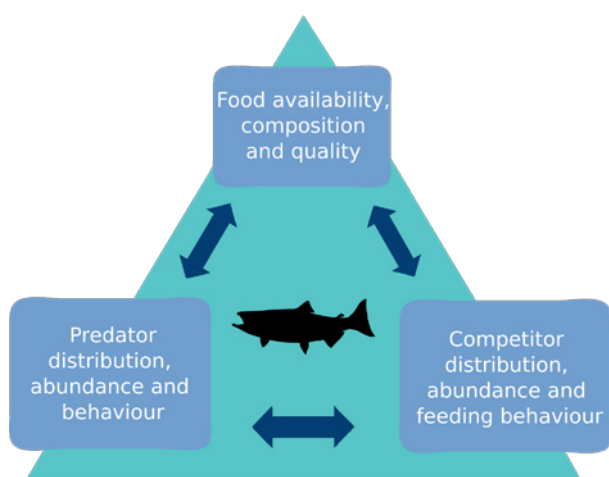 Food availability,
composition
and quality
Predator
distribution,
abundance and
behaviour
Competitor
distribution,
abundance and
feeding behaviour